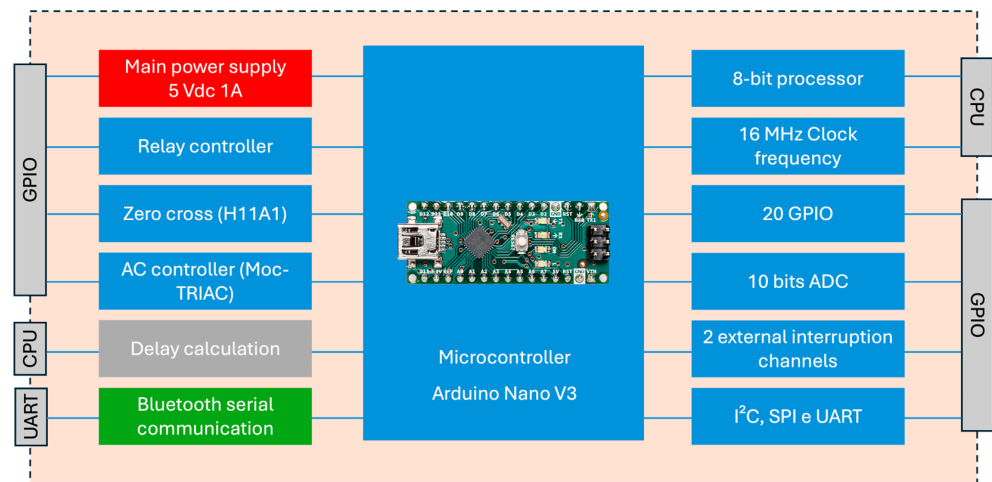 Main power supply
5 Vdc 1A
Relay controller
Zero cross (H11A1)
AC controller (Moc-
TRIAC)
Delay calculation
Bluetooth serial
communication
GPIO
CPU
UART
Microcontroller
Arduino Nano V3
8-bit processor
16 MHz Clock
frequency
20 GPIO
10 bits ADC
2 external interruption
channels
I²C, SPI e UART
CPU
GPIO